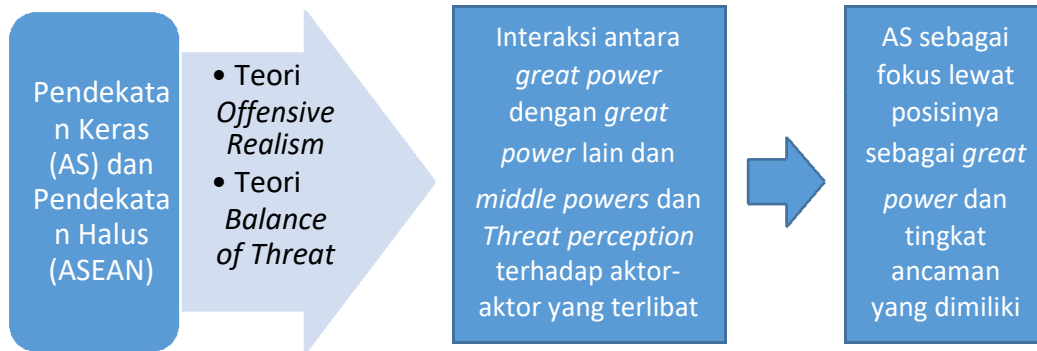 Pendekata
n Keras
(AS) dan
Pendekata
n Halus
(ASEAN)
• Teori
Offensive
Realism
• Teori
Balance
of Threat
Interaksi antara
great power
dengan great
power lain dan
middle powers dan
Threat perception
terhadap aktor-
aktor yang terlibat
AS sebagai
fokus lewat
posisinya
sebagai great
power dan
tingkat
ancaman
yang dimiliki